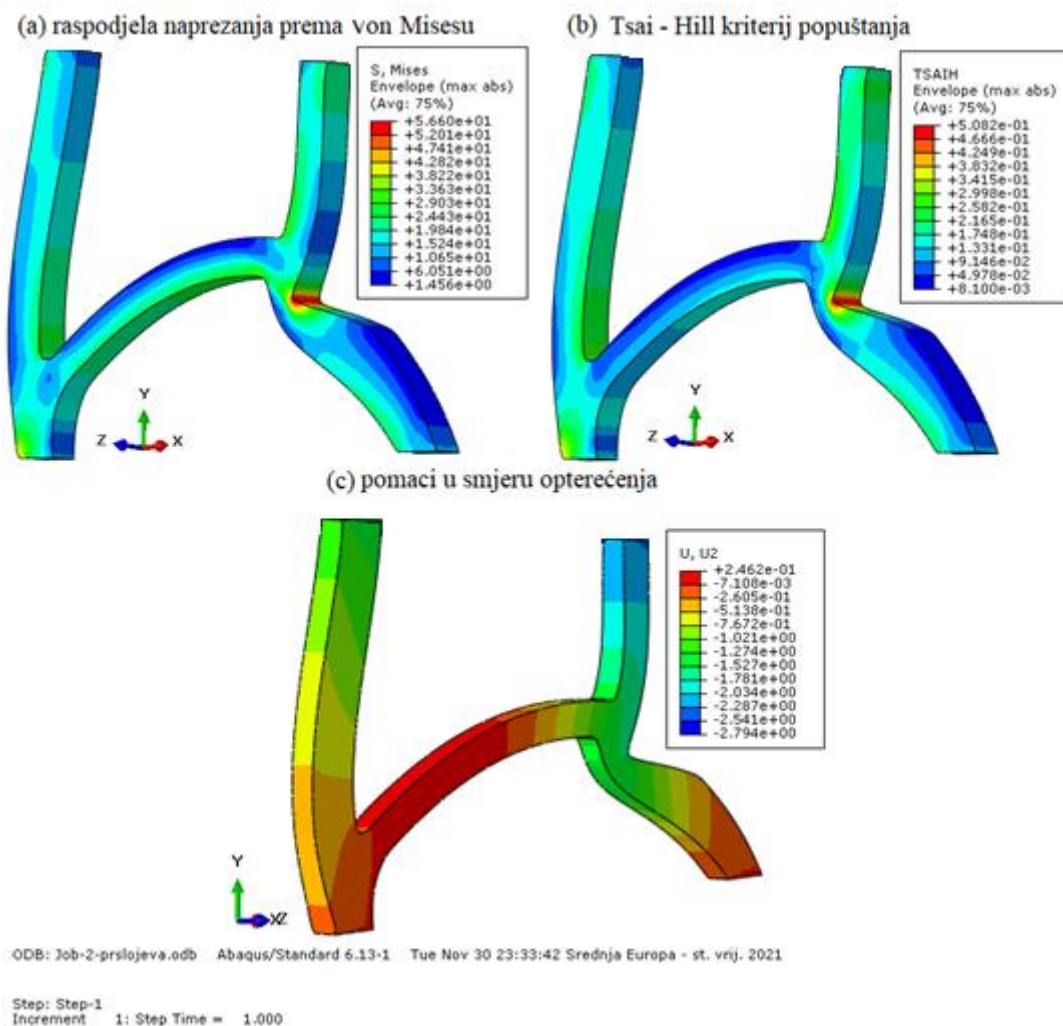 (a) raspodjela naprezanja prema von Misesu
(b) Tsai - Hill kriterij popuštanja
S, Mises
Envelope (max abs)
(Avg: 75%)
+5.660e+01
+5.201e+01
+4.741e+01
+4.282e+01
+3.822e+01
+3.363e+01
+2.903e+01
+2.443e+01
+1.984e+01
+1.524e+01
+1.065e+01
+6.051e+00
+1.456e+00
TSAIH
Envelope (max abs)
(Avg: 75%)
+5.082e-01
+4.666e-01
+4.249e-01
+3.832e-01
+3.415e-01
+2.998e-01
+2.582e-01
+2.165e-01
+1.748e-01
+1.331e-01
+9.146e-02
+4.978e-02
+8.100e-03
Y
Z
X
Y
Z
X
(c) pomaci u smjeru opterećenja
U, U2
+2.462e-01
-7.108e-03
-2.605e-01
-5.138e-01
-7.672e-01
-1.021e+00
-1.274e+00
-1.527e+00
-1.781e+00
-2.034e+00
-2.287e+00
-2.541e+00
-2.794e+00
Y
XZ
ODB: Job-2-prslojeva.odb Abaqus/Standard 6.13-1 Tue Nov 30 23:33:42 Srednja Europa - st. vrij. 2021
Step: Step-1
Increment 1: Step Time = 1.000